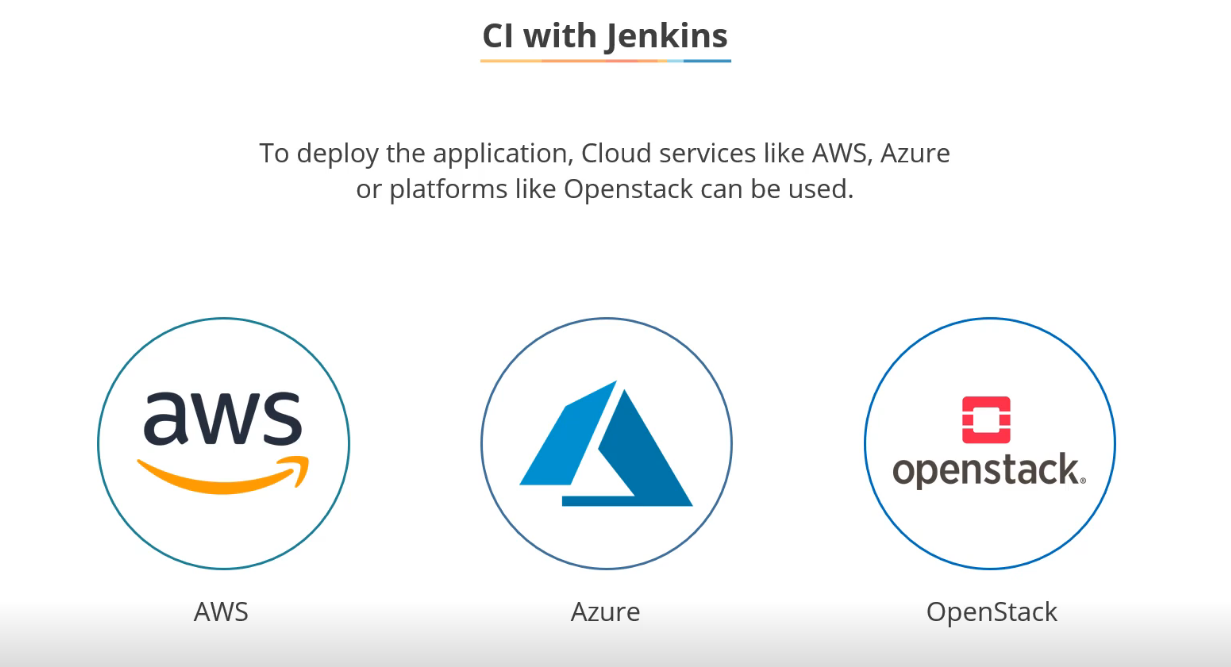 CI with Jenkins
To deploy the application, Cloud services like AWS, Azure
or platforms like Openstack can be used.
aws
openstack®
AWS
Azure
OpenStack